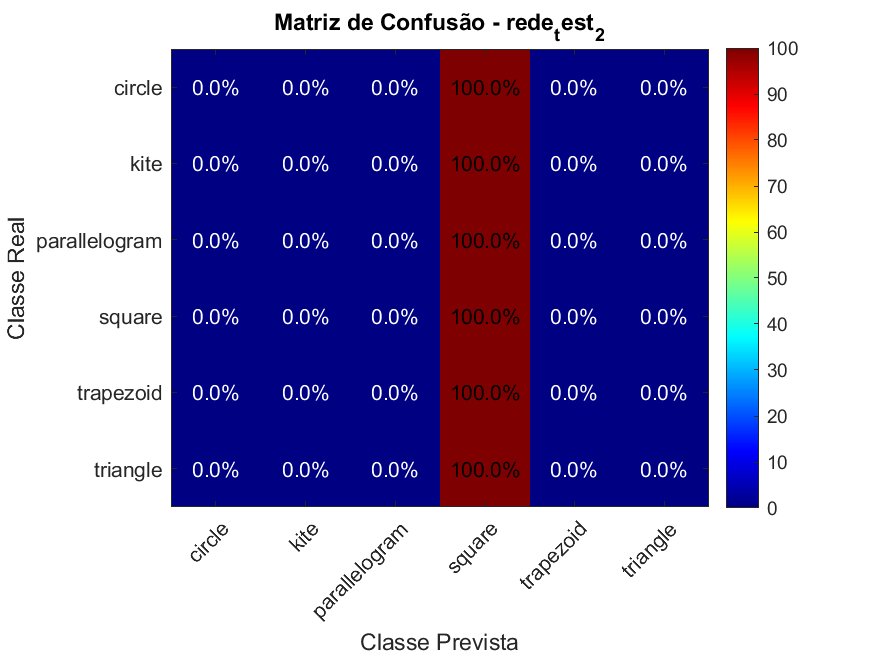 Matriz de Confusão - rede_test_2
circle 0.0% 0.0% 0.0% 100.0% 0.0% 0.0%
kite 0.0% 0.0% 0.0% 100.0% 0.0% 0.0%
parallelogram 0.0% 0.0% 0.0% 100.0% 0.0% 0.0%
square 0.0% 0.0% 0.0% 100.0% 0.0% 0.0%
trapezoid 0.0% 0.0% 0.0% 100.0% 0.0% 0.0%
triangle 0.0% 0.0% 0.0% 100.0% 0.0% 0.0%
Classe Real
circle kite parallelogram square trapezoid triangle
Classe Prevista
100
90
80
70
60
50
40
30
20
10
0